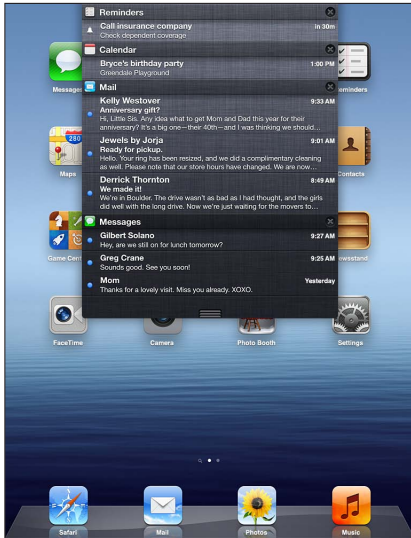 Reminders
Call insurance company in 30m
Check dependent coverage
Calendar
Bryce's birthday party 1:00 PM
Greendale Playground
Mail
Kelly Westover 9:33 AM
Anniversary gift?
Hi, Little Sis. Any idea what to get Mom and Dad this year for their
anniversary? It's a big one—their 40th—and I was thinking we should…
Jewels by Jorja 9:01 AM
Ready for pickup.
Hello. Your ring has been resized, and we did a complimentary cleaning
as well. Please note that our store hours have changed. We are now…
Derrick Thornton 8:49 AM
We made it!
We're in Boulder. The drive wasn't as bad as I had thought, and the girls
did well with the long drive. Now we're just waiting for the movers to…
Messages
Gilbert Solano 9:27 AM
Hey, are we still on for lunch tomorrow?
Greg Crane 9:25 AM
Sounds good. See you soon!
Mom Yesterday
Thanks for a lovely visit. Miss you already. XOXO.
Messages
eminders
280
Maps
Contacts
Game Cent
wsstand
FaceTime Camera Photo Booth Settings
Safari Mail Photos Music